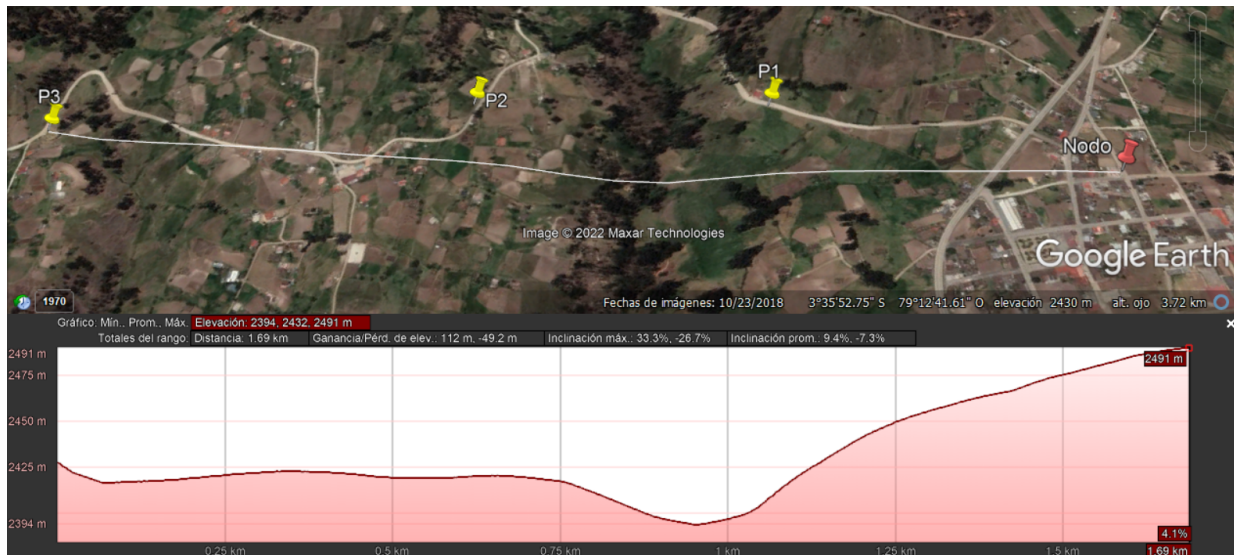 P3
P2
P1
Nodo
Image © 2022 Maxar Technologies
Google Earth
1970
Fechas de imágenes: 10/23/2018 3°35'52.75" S 79°12'41.61" O elevación 2430 m alt. ojo 3.72 km
Gráfico: Mín., Prom., Máx. Elevación: 2394, 2432, 2491 m
Totales del rango: Distancia: 1.69 km Ganancia/Pérd. de elev.: 112 m, -49.2 m Inclinación máx.: 33.3%, -26.7% Inclinación prom.: 9.4%, -7.3%
2491 m
2491 m
2475 m
2450 m
2425 m
2394 m
4.1%
0.25 km 0.5 km 0.75 km 1 km 1.25 km 1.5 km 1.69 km